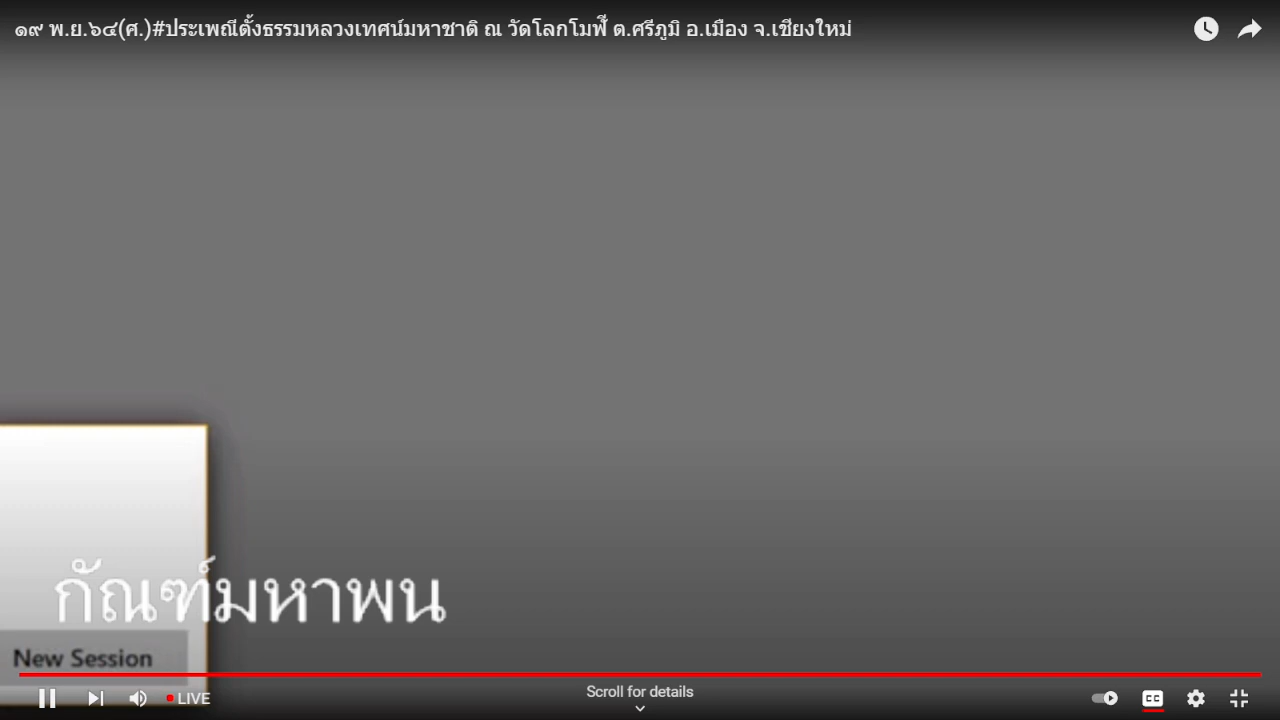 ๑๙ พ.ย.๖๔(ศ.)#ประเพณีตั้งธรรมหลวงเทศน์มหาชาติ ณ วัดโลกโมฬี ต.ศรีภูมิ อ.เมือง จ.เชียงใหม่
กัณฑ์มหาพน
New Session
LIVE
Scroll for details
CC